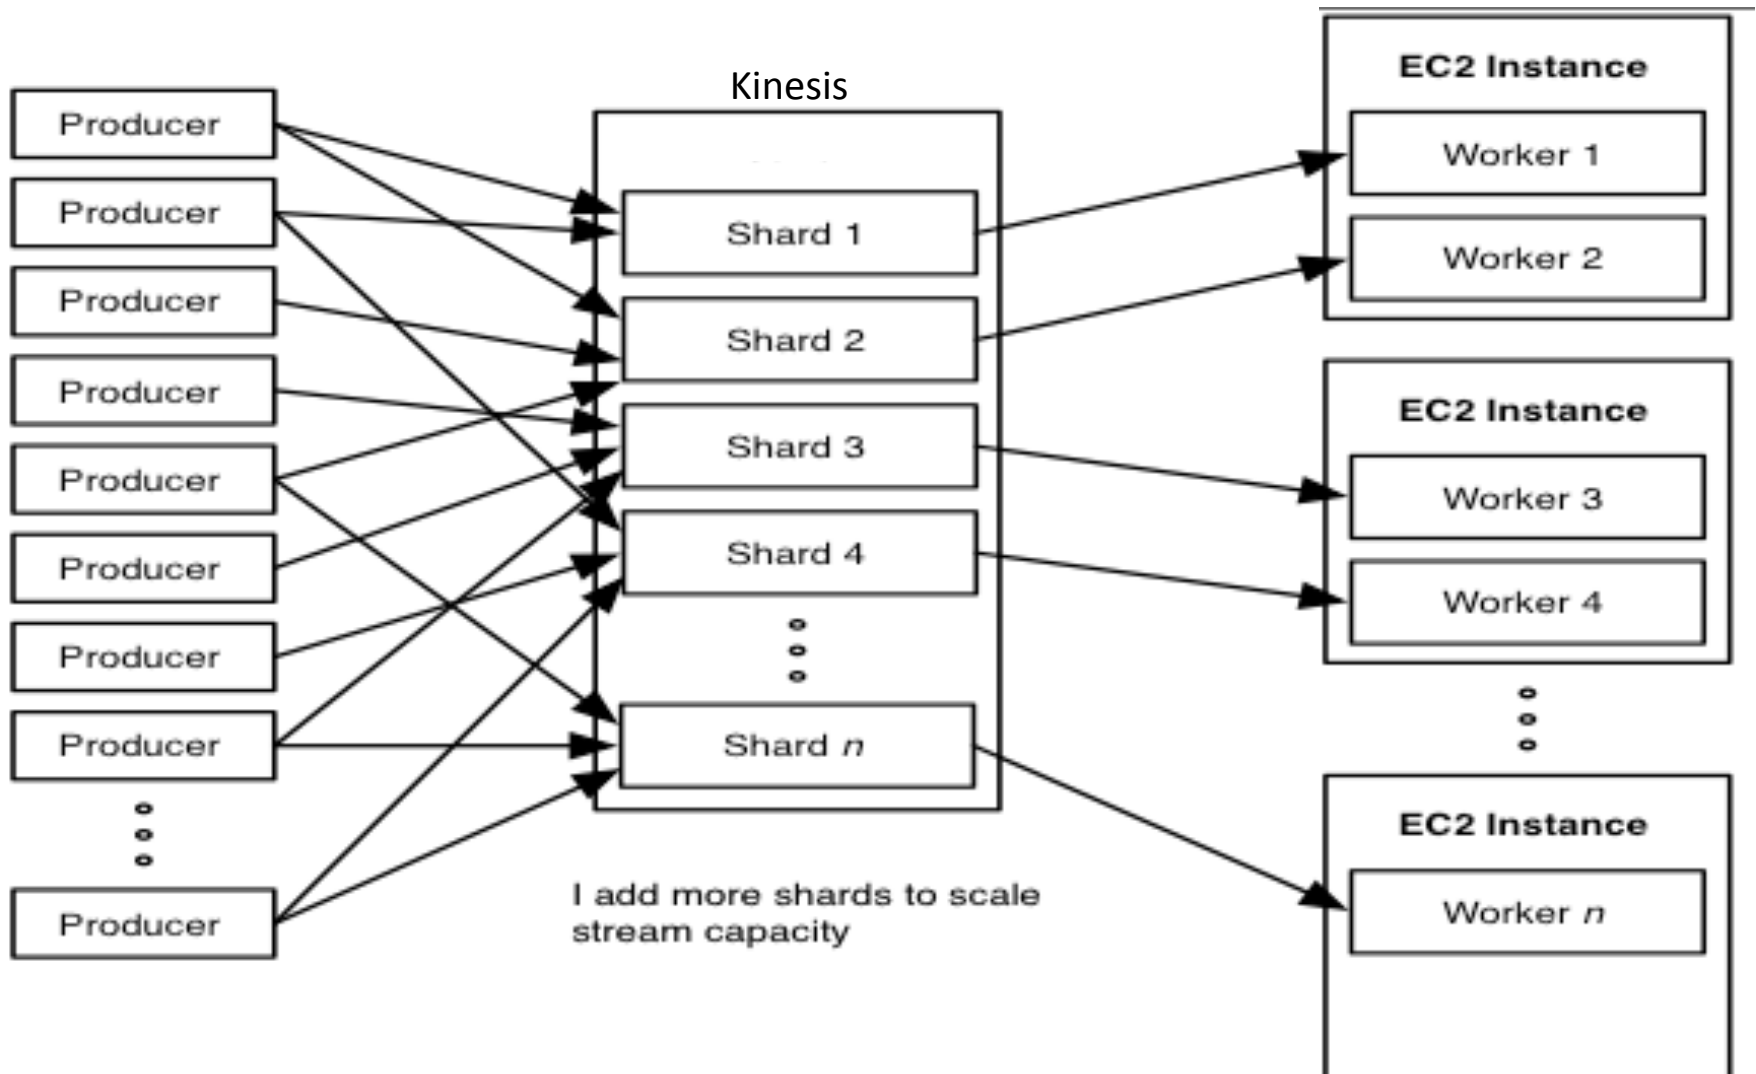 Kinesis
Producer
Producer
Producer
Producer
Producer
Producer
Producer
Producer
Producer
Shard 1
Shard 2
Shard 3
Shard 4
Shard n
I add more shards to scale
stream capacity
EC2 Instance
Worker 1
Worker 2
EC2 Instance
Worker 3
Worker 4
EC2 Instance
Worker n